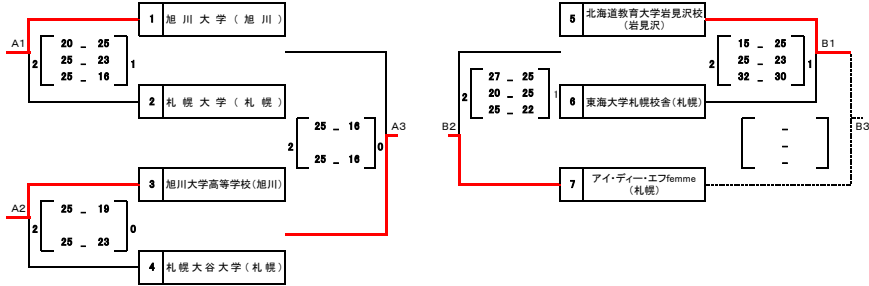 1 旭川大学(旭川)
A1
2 20 _ 25 1
25 _ 23
25 _ 16
2 札幌大学(札幌)
25 _ 16
A3
2 0
25 _ 16
3 旭川大学高等学校(旭川)
A2
25 _ 19
2 0
25 _ 23
4 札幌大谷大学(札幌)
5 北海道教育大学岩見沢校
(岩見沢)
B1
15 _ 25
2 25 _ 23 1
32 _ 30
27 _ 25
2 20 _ 25 1
25 _ 22
6 東海大学札幌校舎(札幌)
B2
B3
_
_
_
7 アイ・ディー・エフfemme
(札幌)